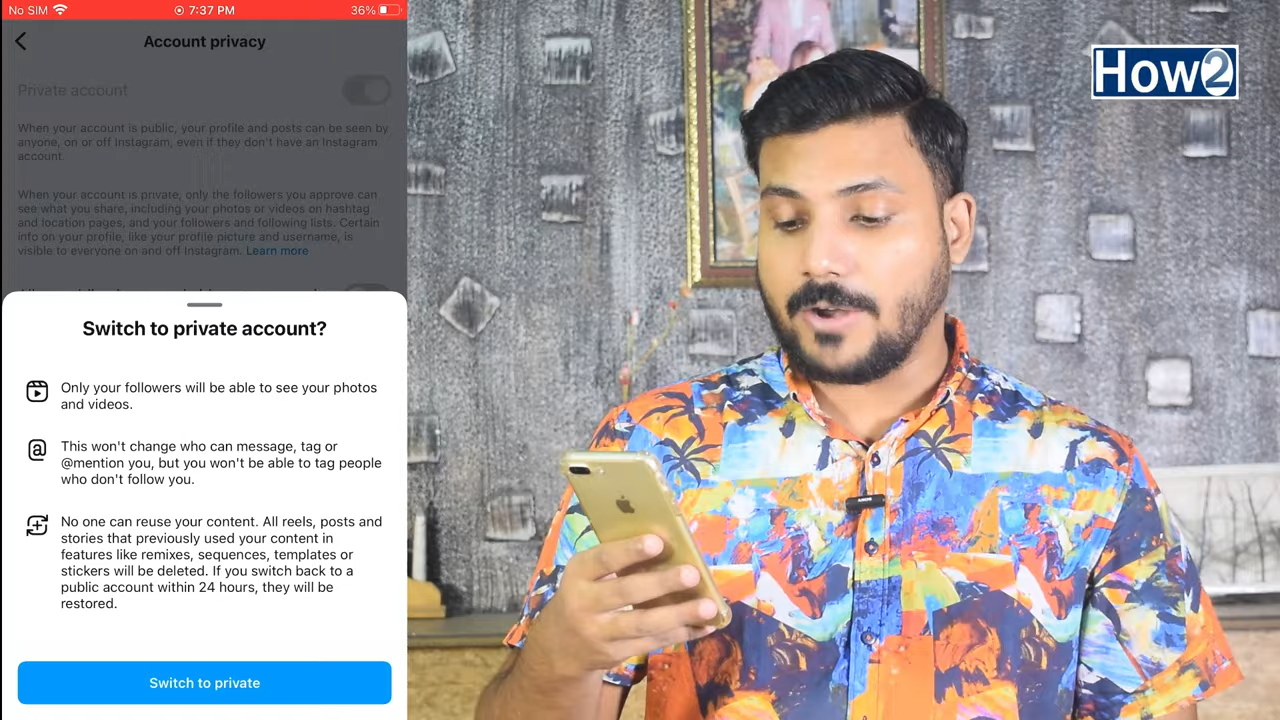 No SIM 7:37 PM 36%
Account privacy
Private account
When your account is public, your profile and posts can be seen by
anyone, on or off Instagram, even if they don't have an Instagram
account.
When your account is private, only the followers you approve can
see what you share, including your photos or videos on hashtag
and location pages, and your followers and following lists. Certain
info on your profile, like your profile picture and username, is
visible to everyone on and off Instagram. Learn more
Switch to private account?
Only your followers will be able to see your photos
and videos.
This won't change who can message, tag or
@mention you, but you won't be able to tag people
who don't follow you.
No one can reuse your content. All reels, posts and
stories that previously used your content in
features like remixes, sequences, templates or
stickers will be deleted. If you switch back to a
public account within 24 hours, they will be
restored.
Switch to private
How2